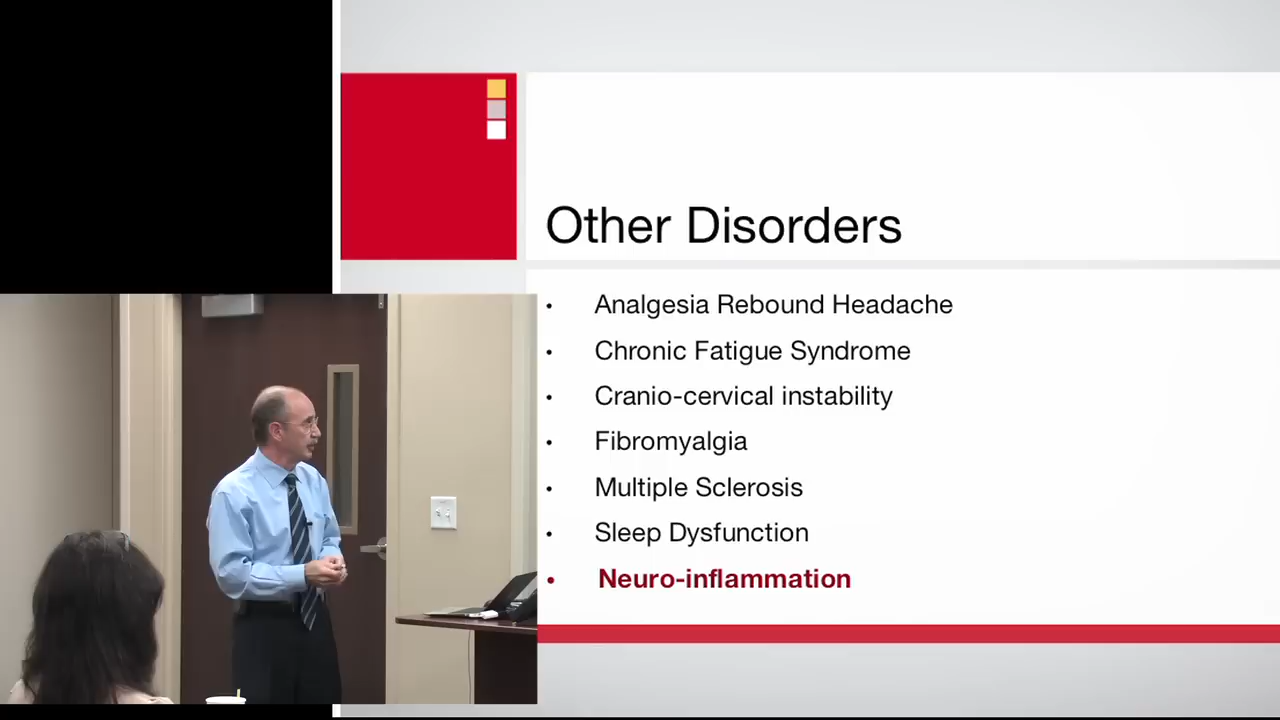 Other Disorders
• Analgesia Rebound Headache
• Chronic Fatigue Syndrome
• Cranio-cervical instability
• Fibromyalgia
• Multiple Sclerosis
• Sleep Dysfunction
• Neuro-inflammation